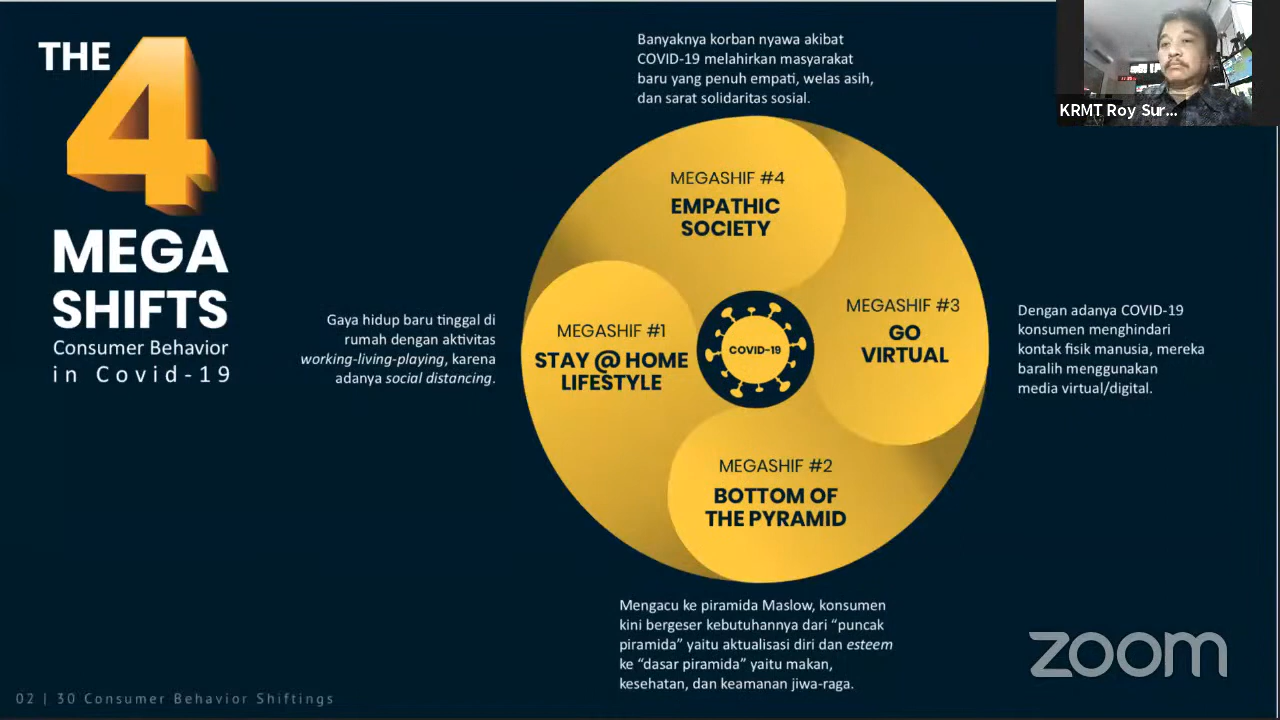 THE 4
MEGA
SHIFTS
Consumer Behavior
in Covid-19
Banyaknya korban nyawa akibat
COVID-19 melahirkan masyarakat
baru yang penuh empati, welas asih,
dan sarat solidaritas sosial.
KRMT Roy Sur...
MEGASHIF #4
EMPATHIC
SOCIETY
Gaya hidup baru tinggal di
rumah dengan aktivitas
working-living-playing, karena
adanya social distancing.
MEGASHIF #1
STAY @ HOME
LIFESTYLE
COVID-19
MEGASHIF #3
GO
VIRTUAL
Dengan adanya COVID-19
konsumen menghindari
kontak fisik manusia, mereka
baralih menggunakan
media virtual/digital.
MEGASHIF #2
BOTTOM OF
THE PYRAMID
Mengacu ke piramida Maslow, konsumen
kini bergeser kebutuhannya dari “puncak
piramida” yaitu aktualisasi diri dan esteem
ke “dasar piramida” yaitu makan,
kesehatan, dan keamanan jiwa-raga.
zoom
02 | 30 Consumer Behavior Shiftings